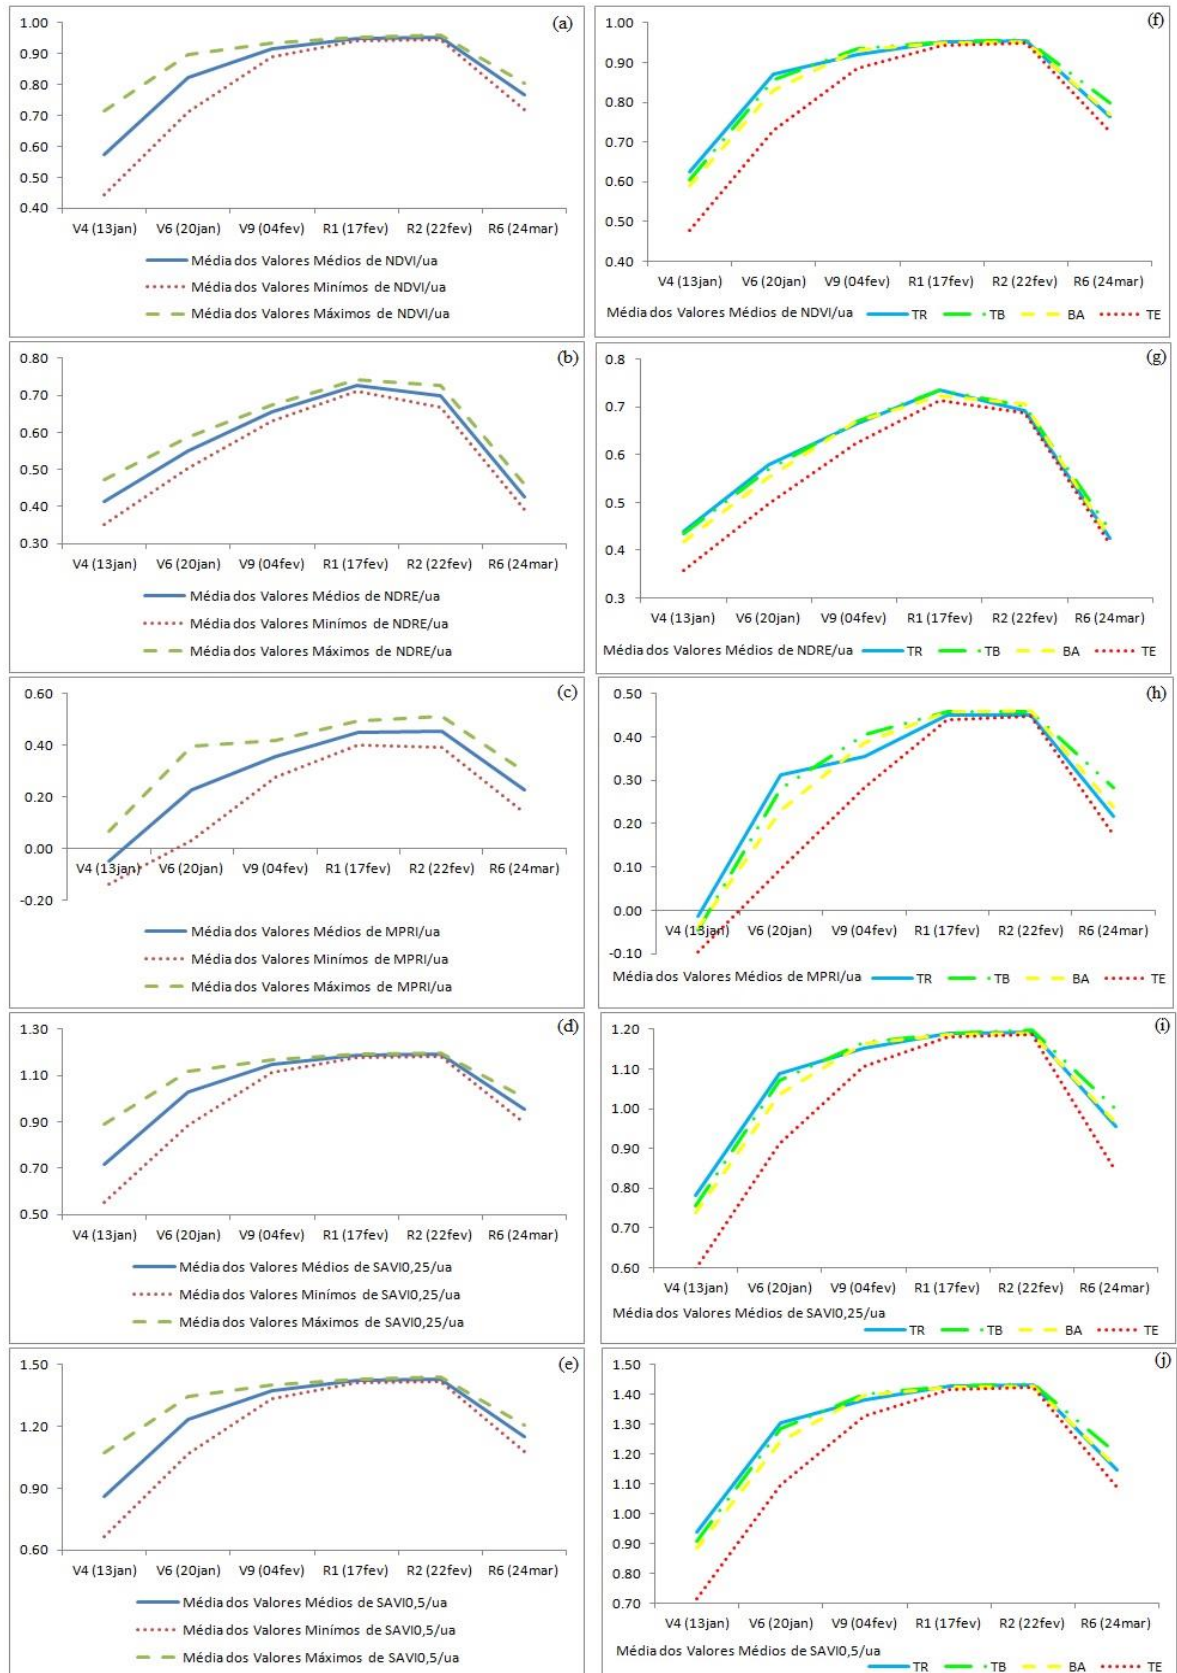 (a)
1.00
0.90
0.80
0.70
0.60
0.50
0.40
V4 (13jan) V6 (20jan) V9 (04fev) R1 (17fev) R2 (22fev) R6 (24mar)
Média dos Valores Médios de NDVI/ua
Média dos Valores Minímos de NDVI/ua
Média dos Valores Máximos de NDVI/ua
(f)
1.00
0.90
0.80
0.70
0.60
0.50
0.40
V4 (13jan) V6 (20jan) V9 (04fev) R1 (17fev) R2 (22fev) R6 (24mar)
Média dos Valores Médios de NDVI/ua TR TB BA TE
(b)
0.80
0.70
0.60
0.50
0.40
0.30
V4 (13jan) V6 (20jan) V9 (04fev) R1 (17fev) R2 (22fev) R6 (24mar)
Média dos Valores Médios de NDRE/ua
Média dos Valores Minímos de NDRE/ua
Média dos Valores Máximos de NDRE/ua
(g)
0.8
0.7
0.6
0.5
0.4
0.3
V4 (13jan) V6 (20jan) V9 (04fev) R1 (17fev) R2 (22fev) R6 (24mar)
Média dos Valores Médios de NDRE/ua TR TB BA TE
(c)
0.60
0.40
0.20
0.00
-0.20
V4 (13jan) V6 (20jan) V9 (04fev) R1 (17fev) R2 (22fev) R6 (24mar)
Média dos Valores Médios de MPRI/ua
Média dos Valores Minímos de MPRI/ua
Média dos Valores Máximos de MPRI/ua
(h)
0.50
0.40
0.30
0.20
0.10
0.00
-0.10
V4 (13jan) V6 (20jan) V9 (04fev) R1 (17fev) R2 (22fev) R6 (24mar)
Média dos Valores Médios de MPRI/ua TR TB BA TE
(d)
1.30
1.10
0.90
0.70
0.50
V4 (13jan) V6 (20jan) V9 (04fev) R1 (17fev) R2 (22fev) R6 (24mar)
Média dos Valores Médios de SAVI0,25/ua
Média dos Valores Minímos de SAVI0,25/ua
Média dos Valores Máximos de SAVI0,25/ua
(i)
1.20
1.10
1.00
0.90
0.80
0.70
0.60
V4 (13jan) V6 (20jan) V9 (04fev) R1 (17fev) R2 (22fev) R6 (24mar)
Média dos Valores Médios de SAVI0,25/ua
TR TB BA TE
(e)
1.50
1.20
0.90
0.60
V4 (13jan) V6 (20jan) V9 (04fev) R1 (17fev) R2 (22fev) R6 (24mar)
Média dos Valores Médios de SAVI0,5/ua
Média dos Valores Minímos de SAVI0,5/ua
Média dos Valores Máximos de SAVI0,5/ua
(j)
1.50
1.40
1.30
1.20
1.10
1.00
0.90
0.80
0.70
V4 (13jan) V6 (20jan) V9 (04fev) R1 (17fev) R2 (22fev) R6 (24mar)
Média dos Valores Médios de SAVI0,5/ua
TR TB BA TE